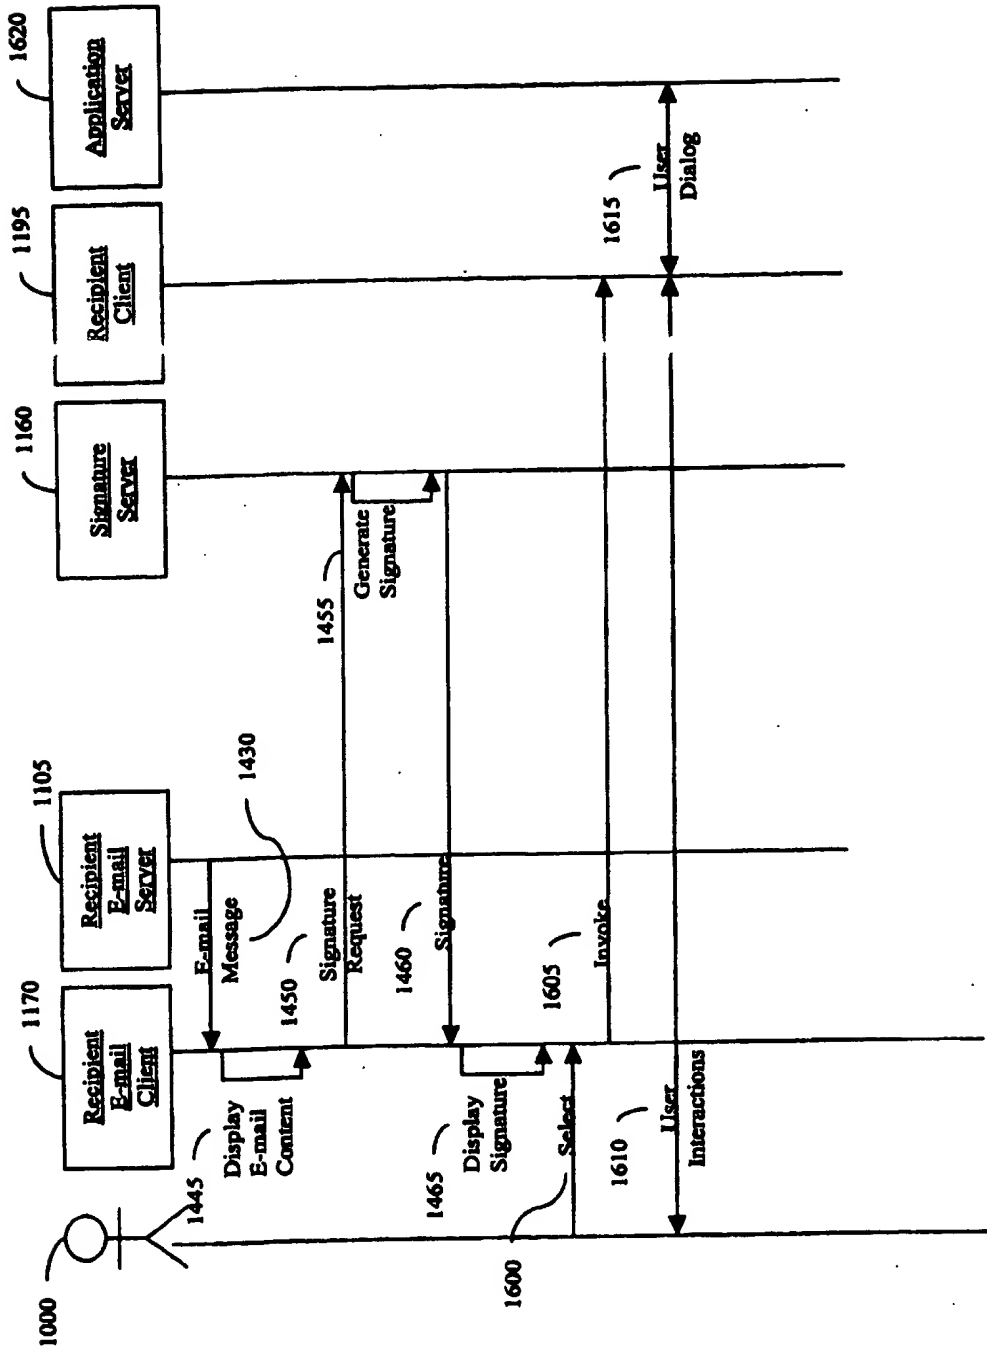 1000
1170
Recipient
E-mail
Client
1105
Recipient
E-mail
Server
1160
Signature
Server
1195
Recipient
Client
1620
Application
Server
E-mail
Message
1430
1445
Display
E-mail
Content
1450
Signature
Request
1455
Generate
Signature
1460
Signature
1465
Display
Signature
1600
Select
1605
Invoke
1610
User
Interactions
1615
User
Dialog